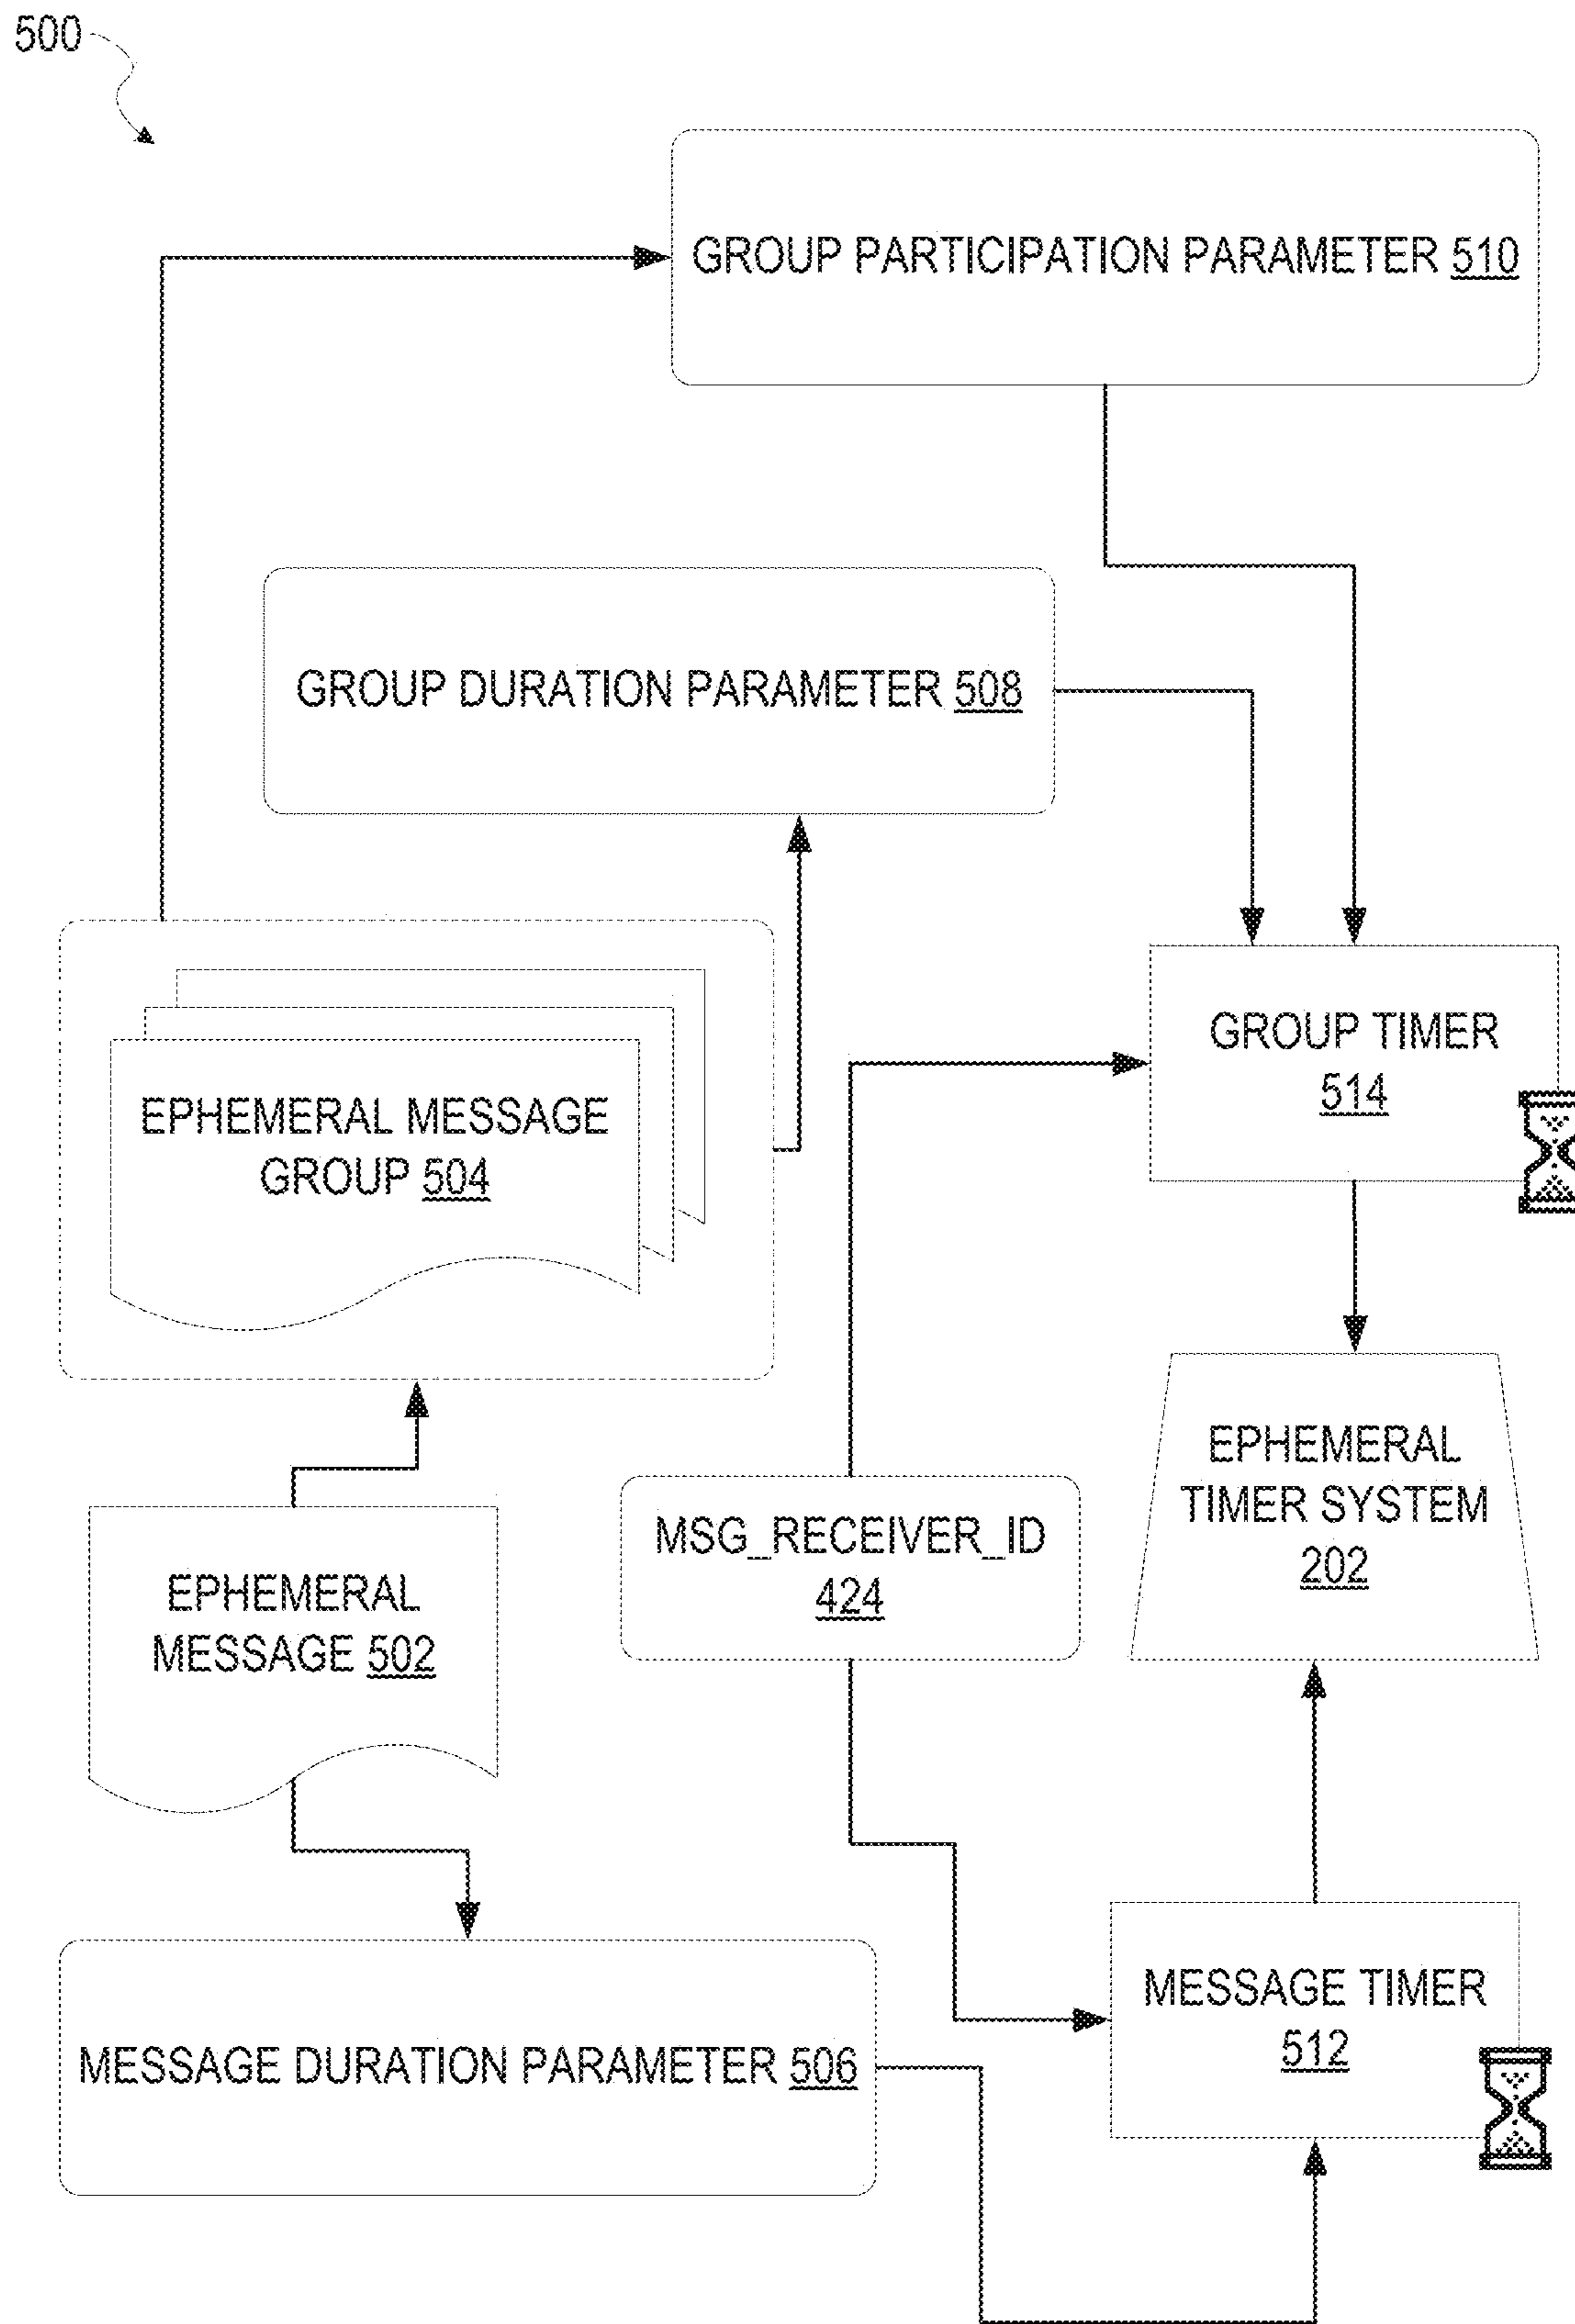 500
GROUP PARTICIPATION PARAMETER 510
GROUP DURATION PARAMETER 508
EPHEMERAL MESSAGE
GROUP 504
GROUP TIMER
514
EPHEMERAL
TIMER SYSTEM
202
MSG_RECEIVER_ID
424
EPHEMERAL
MESSAGE 502
MESSAGE TIMER
512
MESSAGE DURATION PARAMETER 506